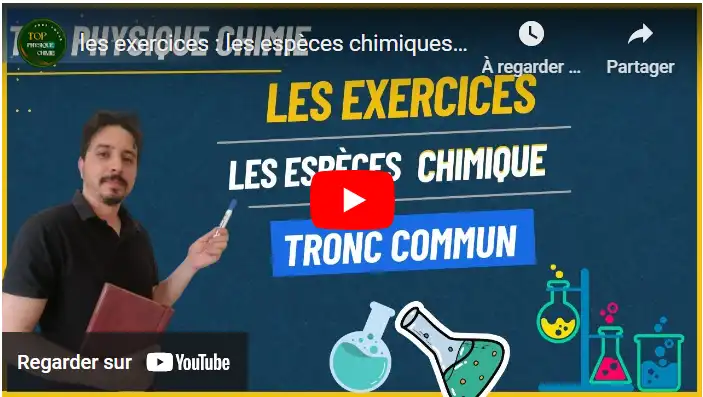 TOP PHYSIQUE CHIMIE
TOP
PHYSIQUE
CHIMIE
les exercices : les espèces chimiques...
À regarder ...
Partager
LES EXERCICES
LES ESPÈCES CHIMIQUE
TRONC COMMUN
Regarder sur YouTube